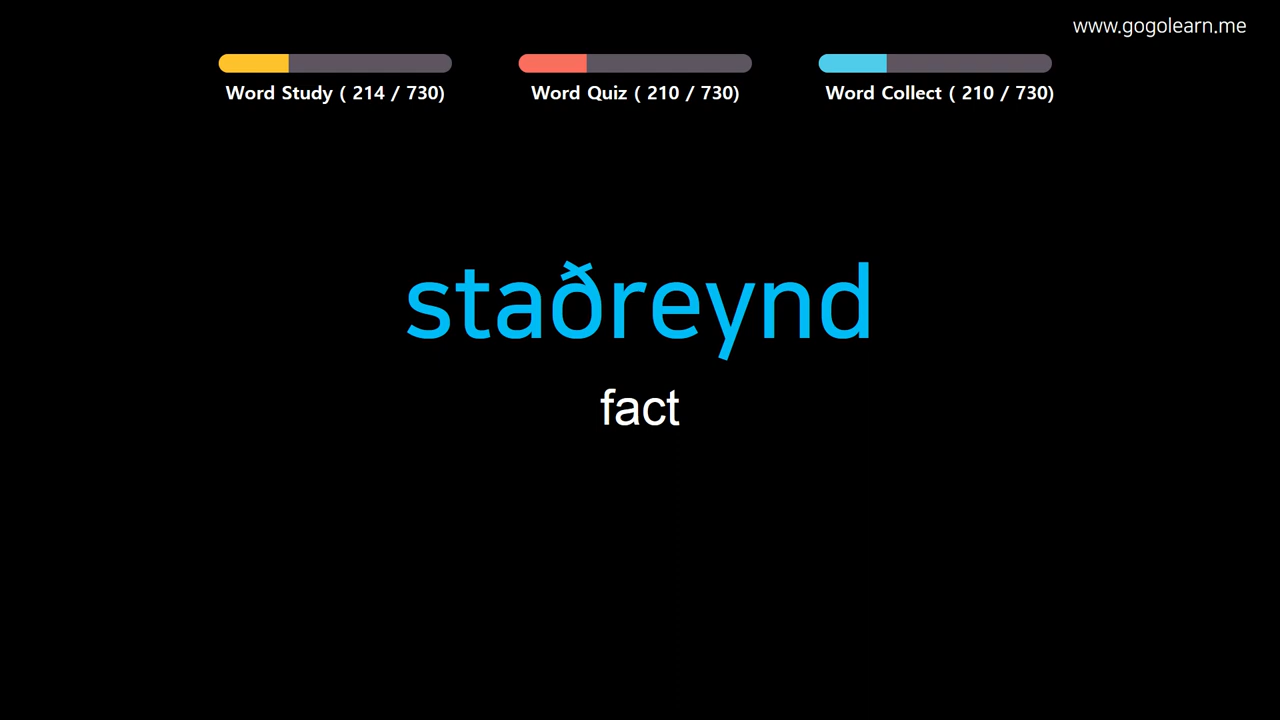 www.gogolearn.me
Word Study ( 214 / 730)
Word Quiz ( 210 / 730)
Word Collect ( 210 / 730)
staðreynd
fact